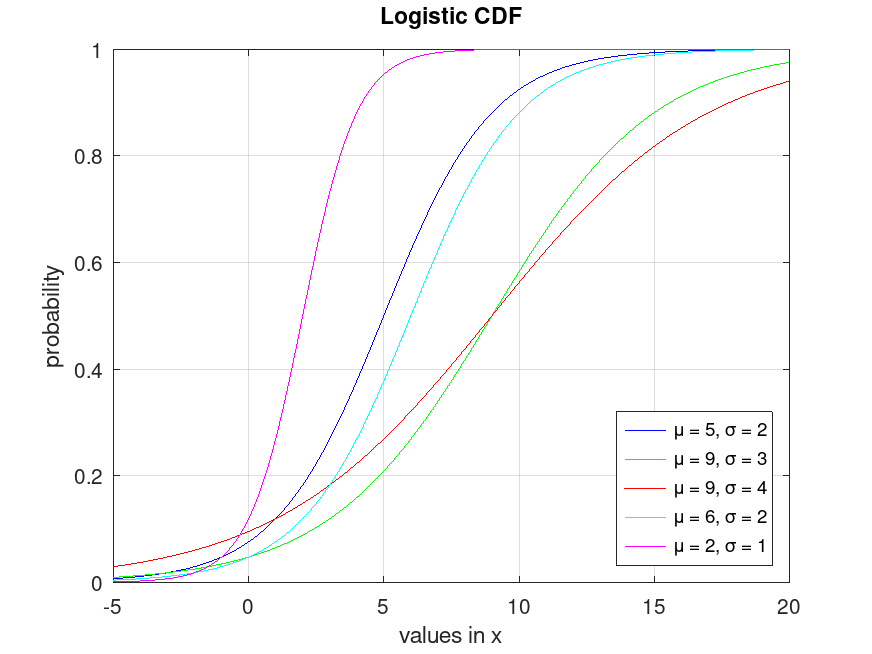 Logistic CDF
1
0.8
0.6
0.4
0.2
0
-5
0
5
10
15
20
probability
values in x
μ = 5, σ = 2
μ = 9, σ = 3
μ = 9, σ = 4
μ = 6, σ = 2
μ = 2, σ = 1